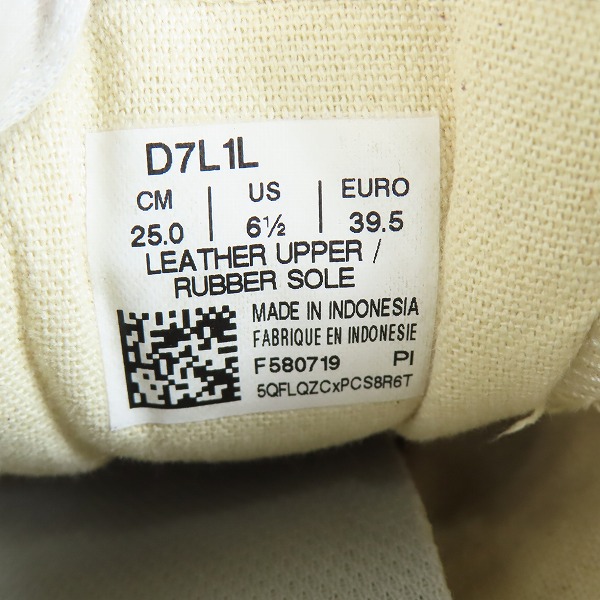 D7L1L
CM | US | EURO
25.0 | 6½ | 39.5
LEATHER UPPER /
RUBBER SOLE
MADE IN INDONESIA
FABRIQUE EN INDONESIE
F580719 PI
5QFLQZCxPCS8R6T